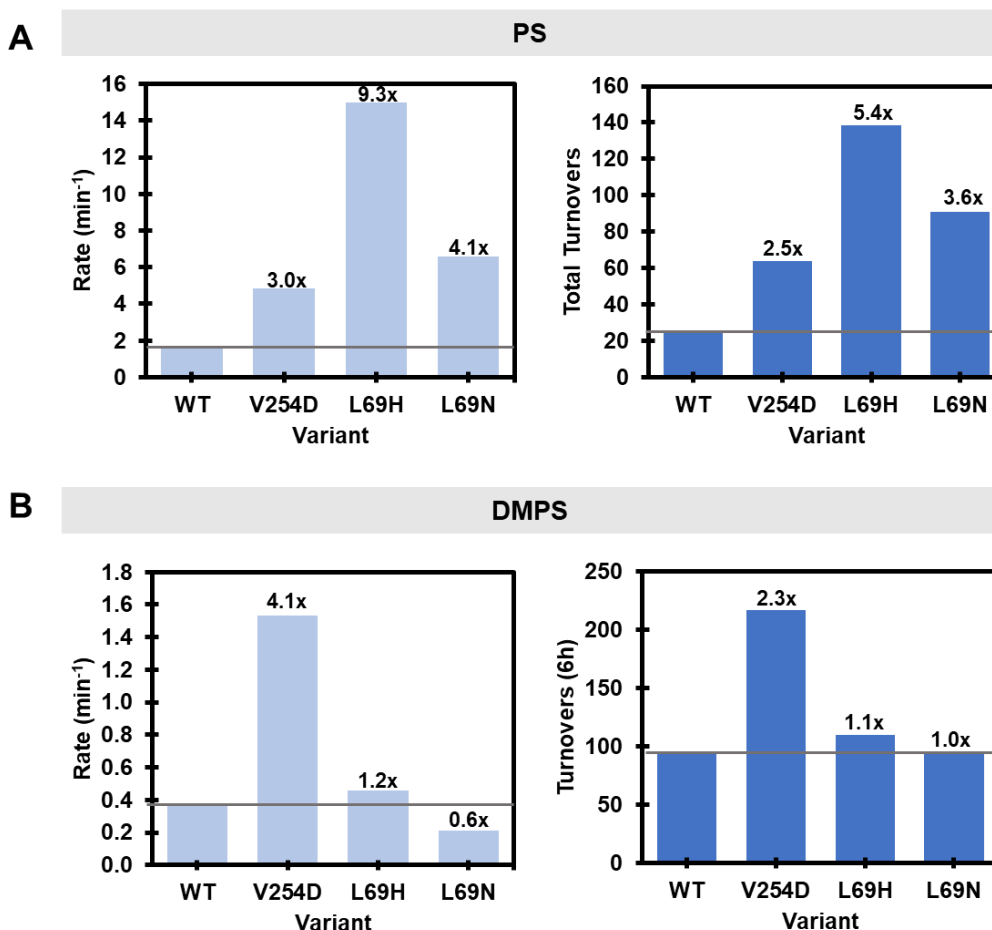 A
PS
Rate (min-1)
16
14
12
10
8
6
4
2
0
3.0x
9.3x
4.1x
WT V254D L69H L69N
Variant
Total Turnovers
160
140
120
100
80
60
40
20
0
2.5x
5.4x
3.6x
WT V254D L69H L69N
Variant
B
DMPS
Rate (min-1)
1.8
1.6
1.4
1.2
1.0
0.8
0.6
0.4
0.2
0.0
4.1x
1.2x
0.6x
WT V254D L69H L69N
Variant
Turnovers (6h)
250
200
150
100
50
0
2.3x
1.1x
1.0x
WT V254D L69H L69N
Variant